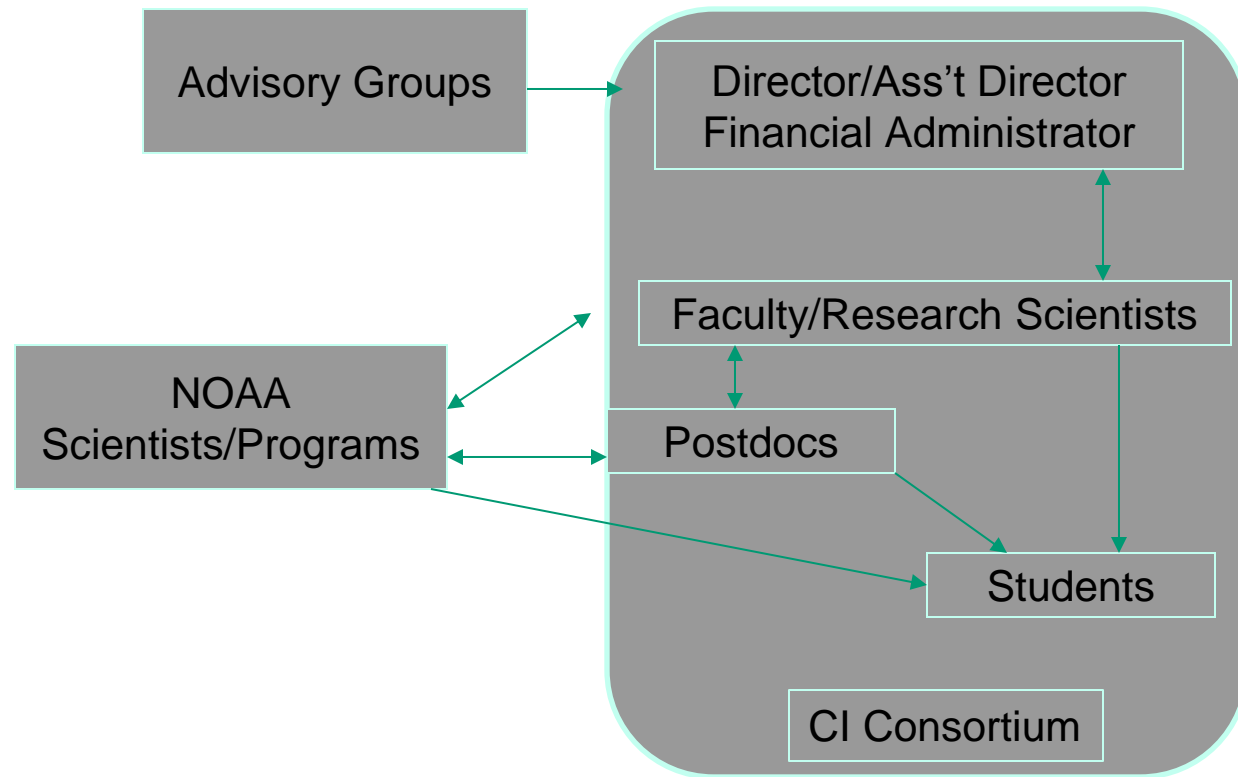 Advisory Groups
Director/Ass’t Director
Financial Administrator
Faculty/Research Scientists
NOAA
Scientists/Programs
Postdocs
Students
CI Consortium